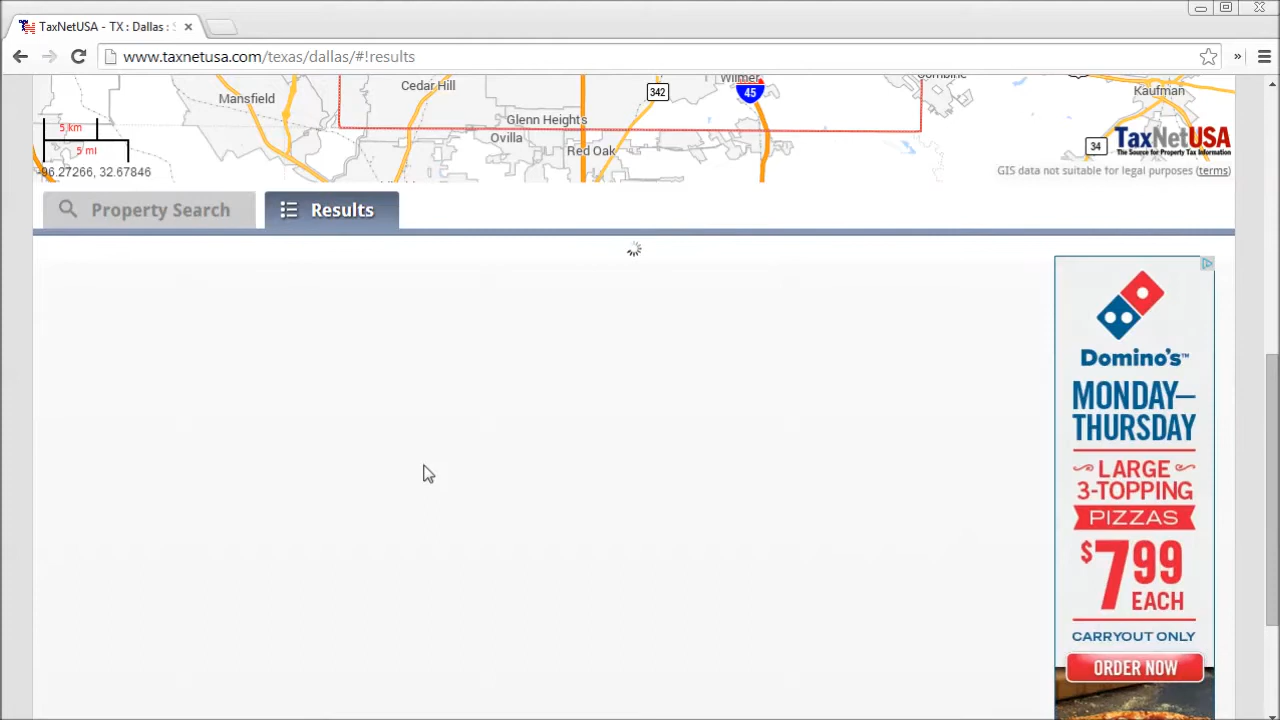 TaxNetUSA - TX : Dallas :
www.taxnetusa.com/texas/dallas/#!results
Mansfield
Cedar Hill
342
Wilmer
45
Combine
Kaufman
Glenn Heights
Ovilla
Red Oak
34
5 km
5 mi
-96.27266, 32.67846
TaxNetUSA
The Source for Property Tax Information
GIS data not suitable for legal purposes (terms)
Property Search
Results
Domino's™
MONDAY–
THURSDAY
LARGE
3-TOPPING
PIZZAS
$799
EACH
CARRYOUT ONLY
ORDER NOW